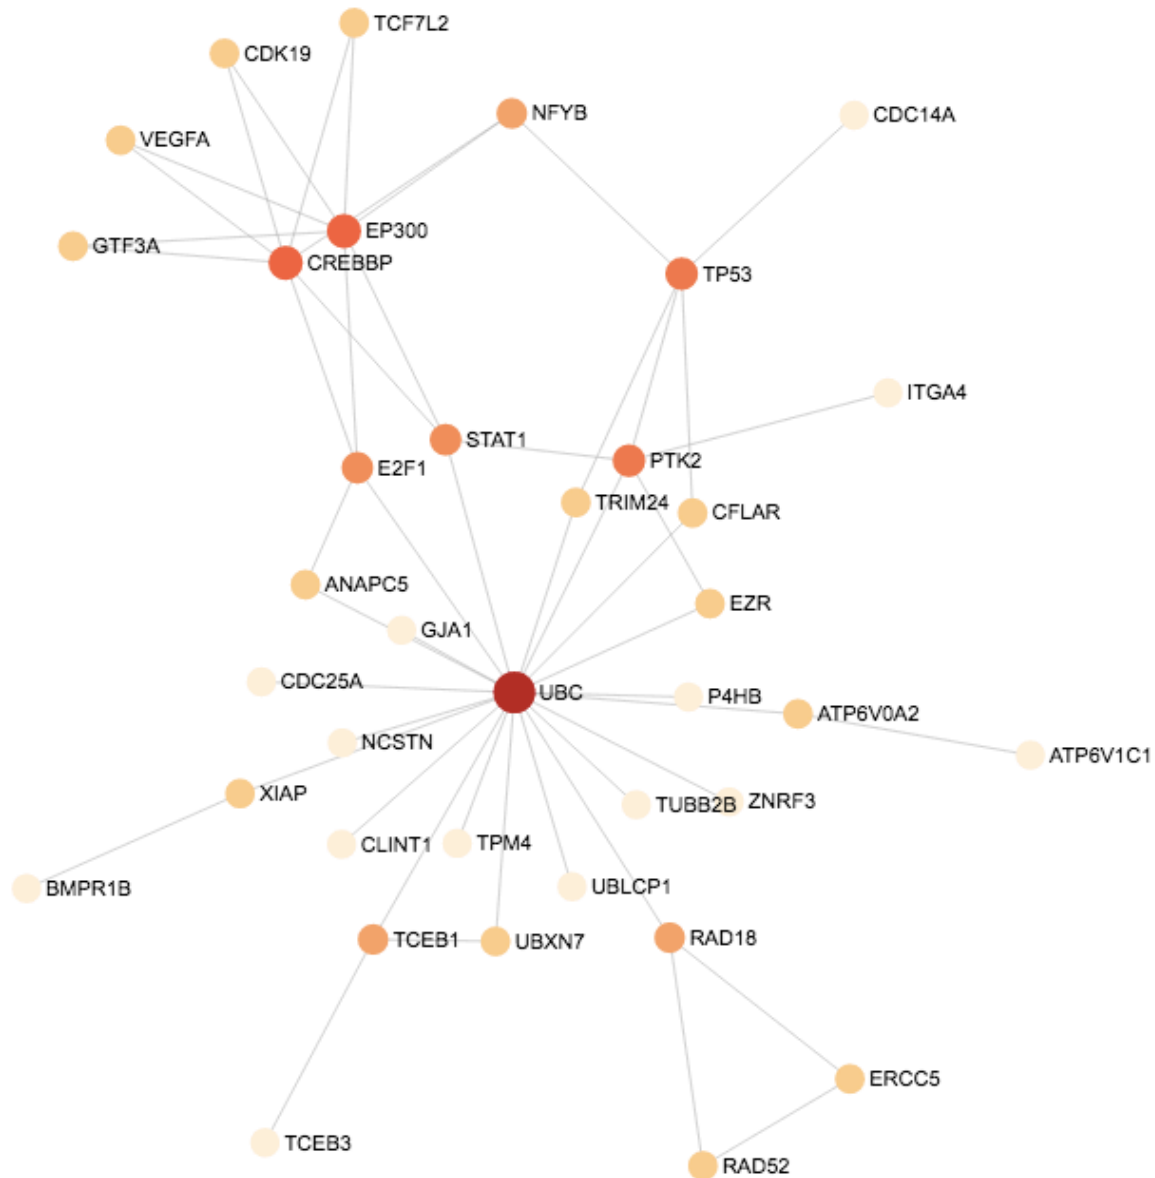 TCF7L2
CDK19
NFYB
CDC14A
VEGFA
EP300
GTF3A
CREBBP
TP53
ITGA4
STAT1
PTK2
E2F1
TRIM24
CFLAR
ANAPC5
EZR
GJA1
CDC25A
UBC
P4HB
ATP6V0A2
NCSTN
ATP6V1C1
XIAP
TUBB2B
ZNRF3
CLINT1
TPM4
BMPR1B
UBLCP1
TCEB1
UBXN7
RAD18
ERCC5
TCEB3
RAD52